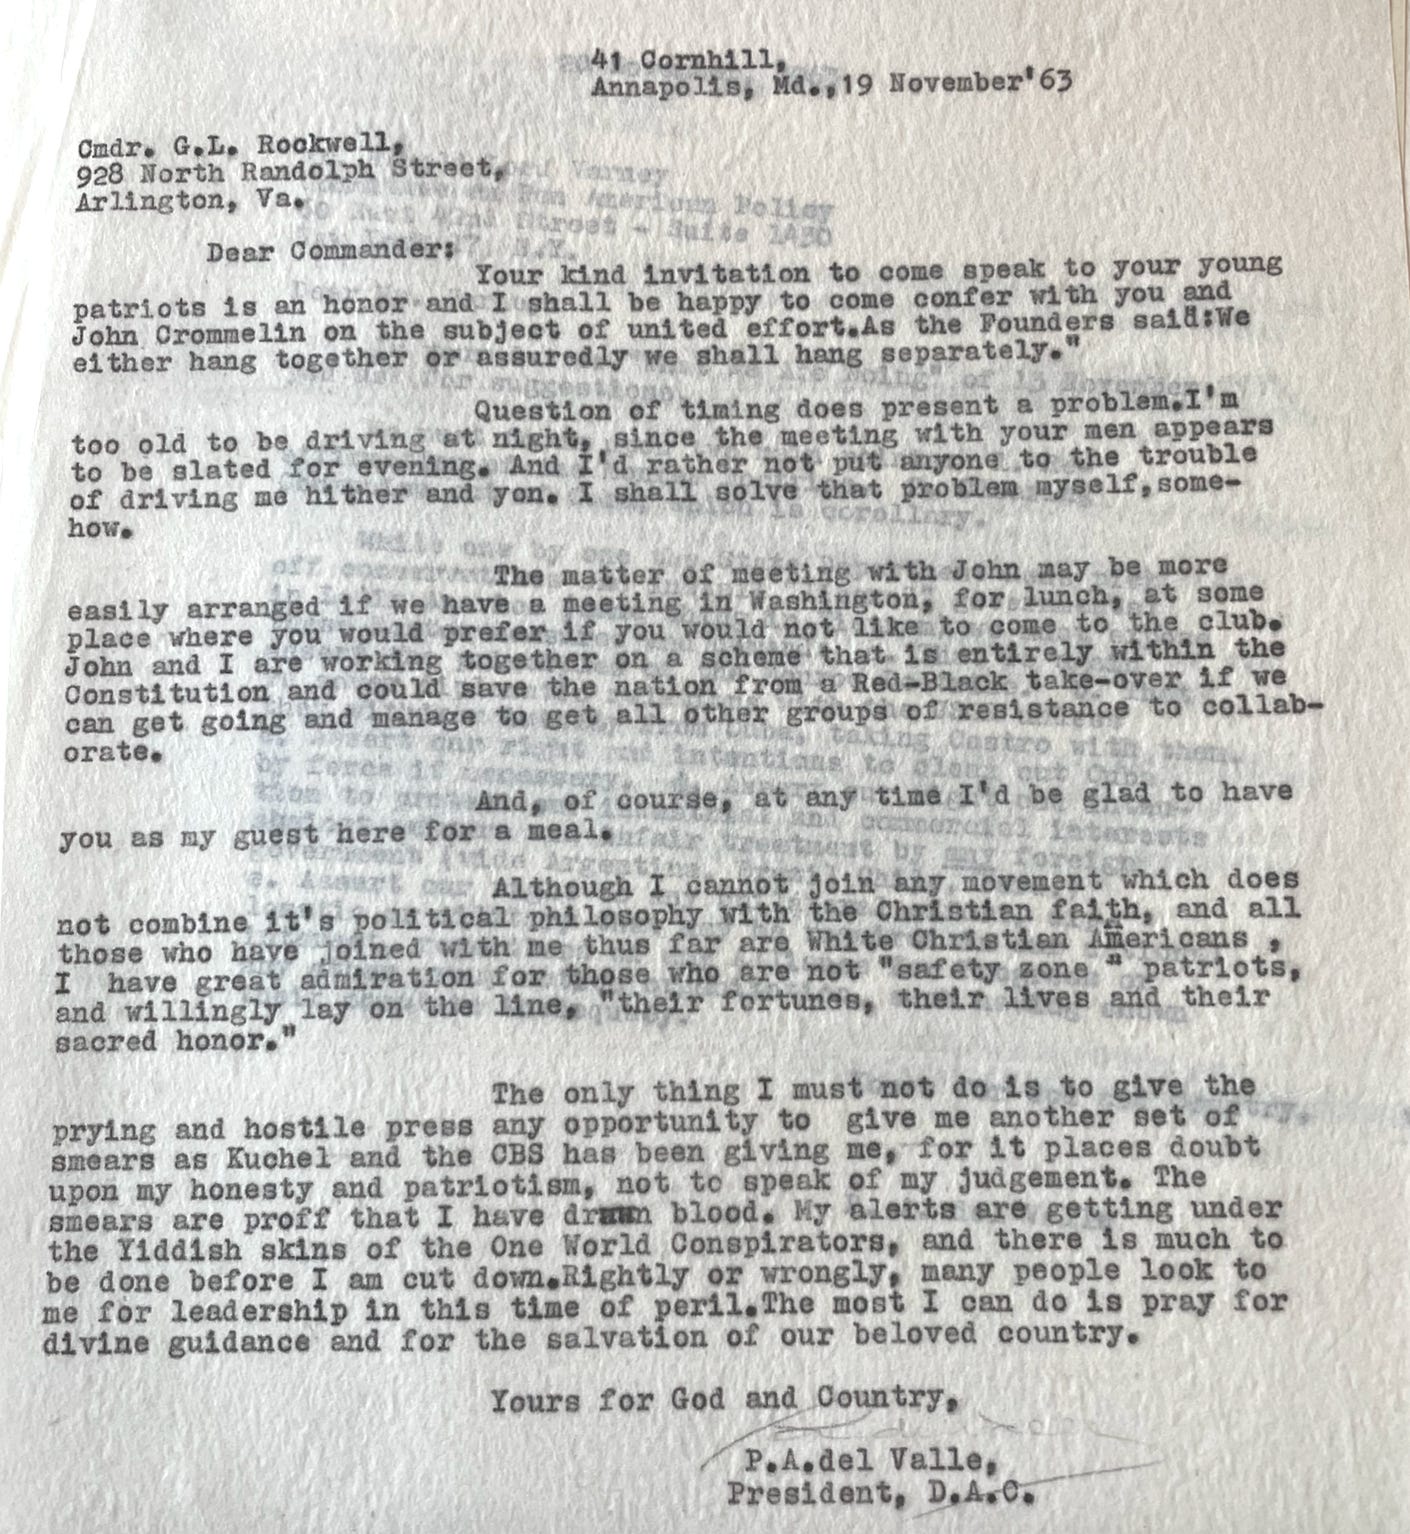 41 Cornhill,
Annapolis, Md.,19 November'63
Cmdr. G.L. Rockwell,
928 North Randolph Street,
Arlington, Va.
Dear Commander:
Your kind invitation to come speak to your young
patriots is an honor and I shall be happy to come confer with you and
John Crommelin on the subject of united effort.As the Founders said:We
either hang together or assuredly we shall hang separately."
Question of timing does present a problem.I'm
too old to be driving at night, since the meeting with your men appears
to be slated for evening. And I'd rather not put anyone to the trouble
of driving me hither and yon. I shall solve that problem myself,some-
how.
The matter of meeting with John may be more
easily arranged if we have a meeting in Washington, for lunch, at some
place where you would prefer if you would not like to come to the club.
John and I are working together on a scheme that is entirely within the
Constitution and could save the nation from a Red-Black take-over if we
can get going and manage to get all other groups of resistance to collab-
orate.
And, of course, at any time I'd be glad to have
you as my guest here for a meal.
Although I cannot join any movement which does
not combine it's political philosophy with the Christian faith, and all
those who have joined with me thus far are White Christian Americans ,
I have great admiration for those who are not "safety zone " patriots,
and willingly lay on the line, "their fortunes, their lives and their
sacred honor."
The only thing I must not do is to give the
prying and hostile press any opportunity to give me another set of
smears as Kuchel and the CBS has been giving me, for it places doubt
upon my honesty and patriotism, not to speak of my judgement. The
smears are proff that I have drawn blood. My alerts are getting under
the Yiddish skins of the One World Conspirators, and there is much to
be done before I am cut down.Rightly or wrongly, many people look to
me for leadership in this time of peril.The most I can do is pray for
divine guidance and for the salvation of our beloved country.
Yours for God and Country,
P.A.del Valle,
President, D.A.C.